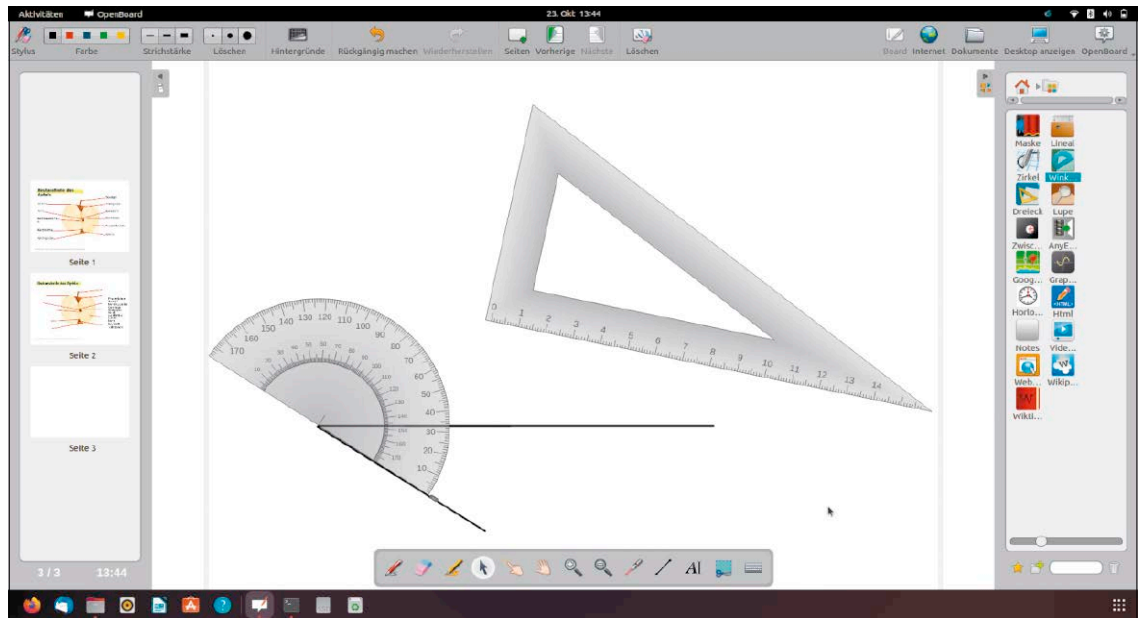 Aktivitäten
OpenBoard
23. Okt 13:44
Stylus
Farbe
Strichstärke
Löschen
Hintergründe
Rückgängig machen
Wiederherstellen
Seiten
Vorherige
Nächste
Löschen
Board
Internet
Dokumente
Desktop anzeigen
OpenBoard
Seite 1
Seite 2
Seite 3
3 / 3 13:44
170 150 140 130 120 110 100 90 80 70 60 50 40 30 20 10
0 1 2 3 4 5 6 7 8 9 10 11 12 13 14
Maske Lineal
Zirkel Wink...
Dreieck Lupe
Zwisc... AnyE...
Goog... Grap...
Horlo... Html
Notes Vide...
Web... Wikip...
Wikti...
AI